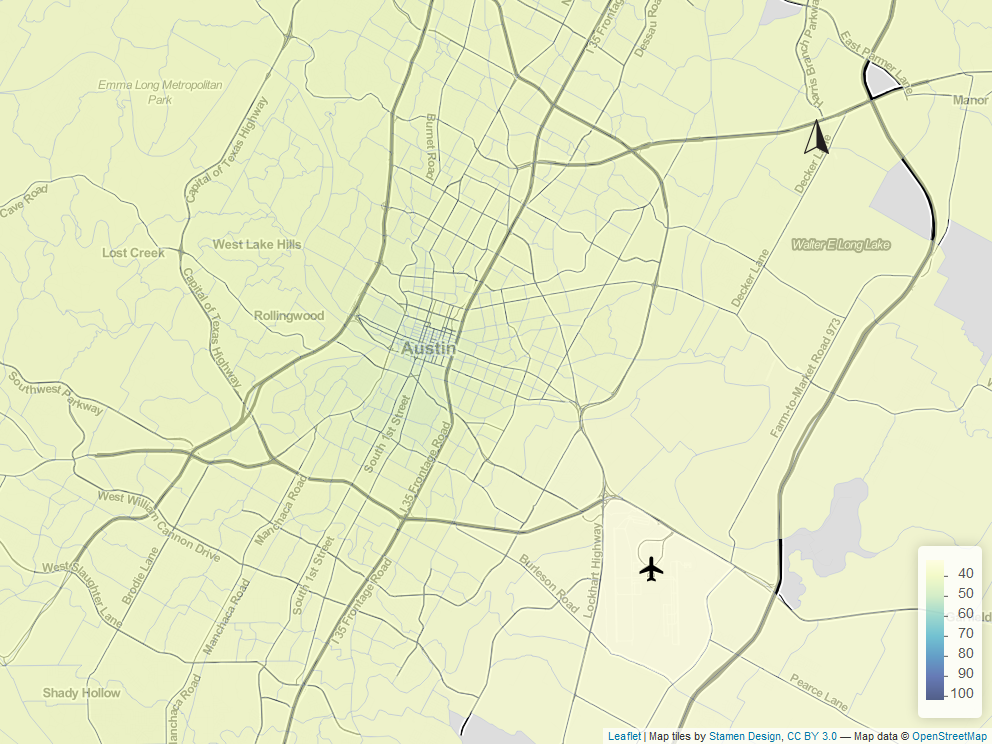 I 35 Frontage
Dessau Roa
Harris Branch Parkway
East Parmer Lane
Emma Long Metropolitan
Park
Manor
Burnet Road
Capital of Texas Highway
Decker Lane
Cave Road
Lost Creek
West Lake Hills
Walter E Long Lake
Decker Lane
Capital of Texas Highway
Rollingwood
Austin
Farm-to-Market Road 973
Southwest Parkway
South 1st Street
I 35 Frontage Road
West William Cannon Drive
Manchaca Road
Lockhart Highway
South 1st Street
Burleson Road
Brodie Lane
West Slaughter Lane
I 35 Frontage Road
Manchaca Road
Shady Hollow
Manchaca Road
Pearce Lane
40
50
60
70
80
90
100
Leaflet | Map tiles by Stamen Design, CC BY 3.0 — Map data © OpenStreetMap